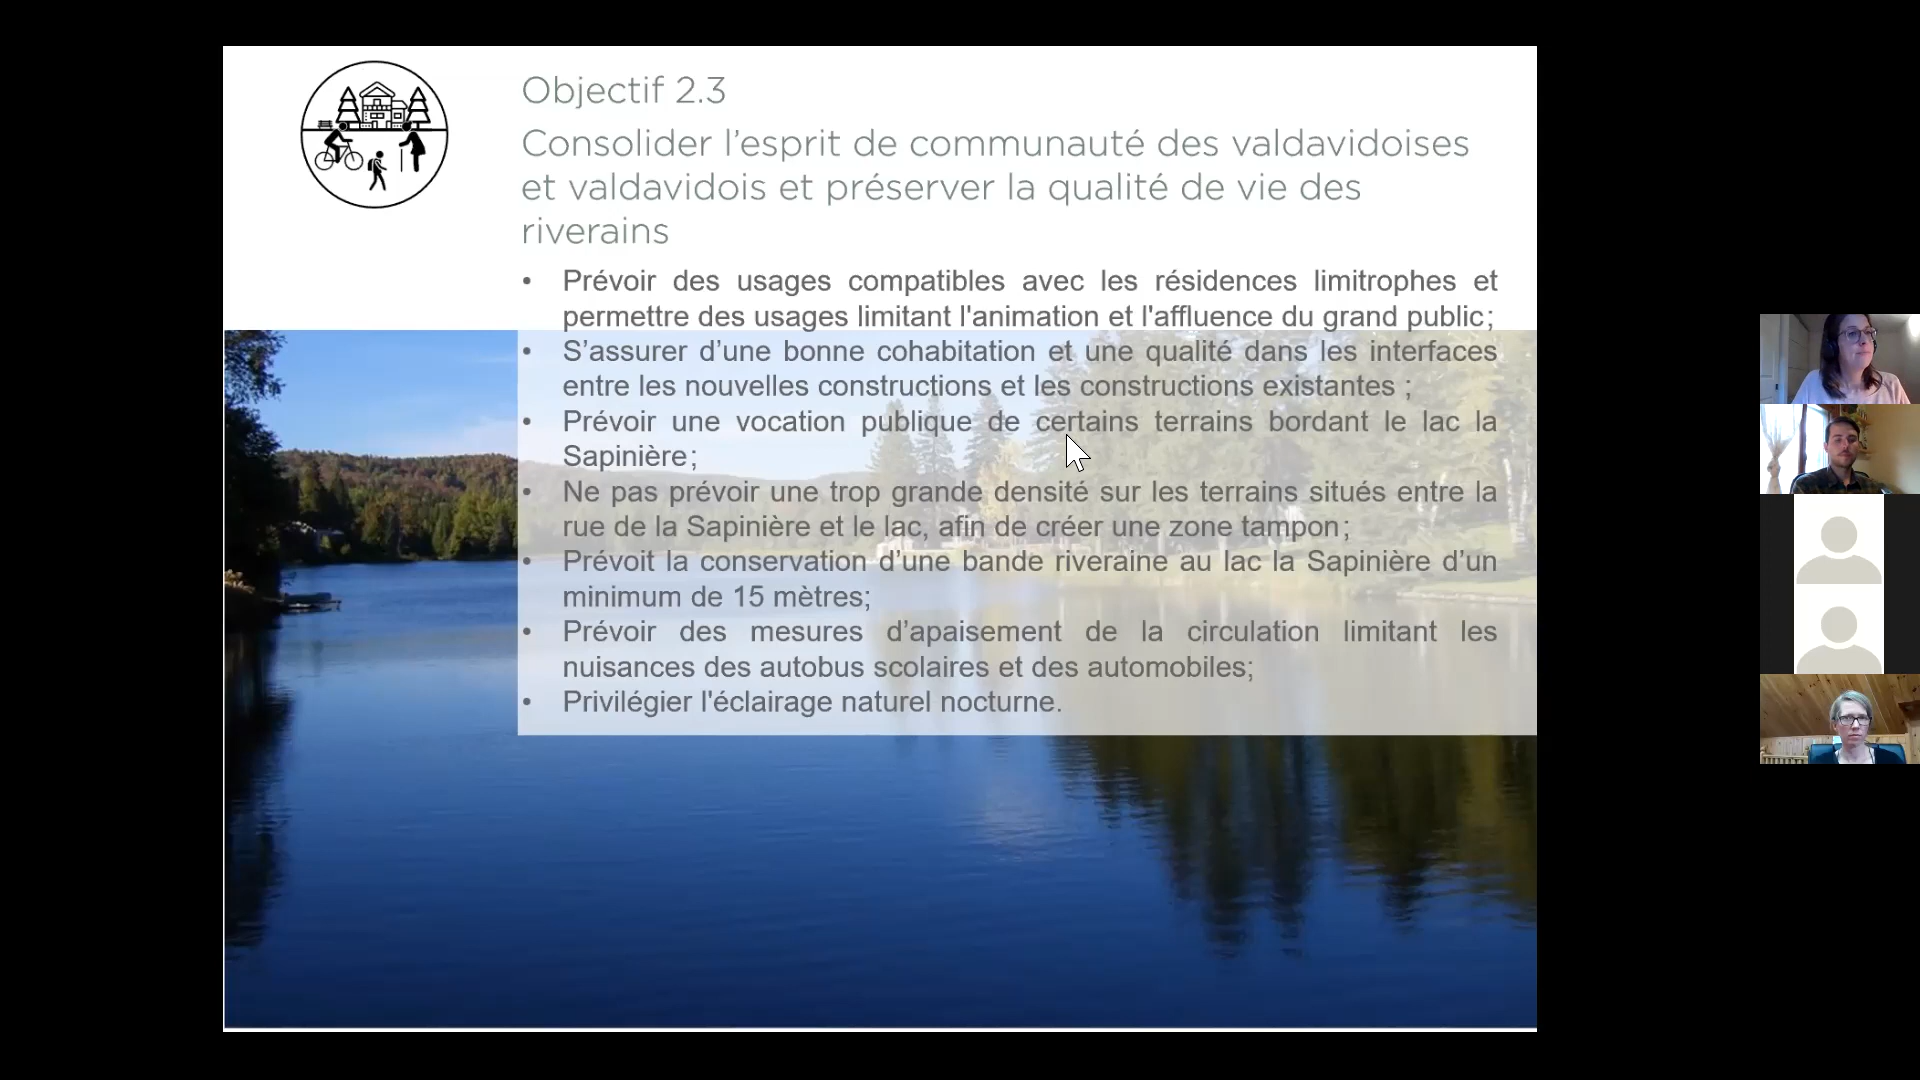 Objectif 2.3
Consolider l’esprit de communauté des valdavidoises
et valdavidois et préserver la qualité de vie des
riverains
• Prévoir des usages compatibles avec les résidences limitrophes et
permettre des usages limitant l'animation et l'affluence du grand public;
• S’assurer d’une bonne cohabitation et une qualité dans les interfaces
entre les nouvelles constructions et les constructions existantes ;
• Prévoir une vocation publique de certains terrains bordant le lac la
Sapinière;
• Ne pas prévoir une trop grande densité sur les terrains situés entre la
rue de la Sapinière et le lac, afin de créer une zone tampon;
• Prévoit la conservation d’une bande riveraine au lac la Sapinière d’un
minimum de 15 mètres;
• Prévoir des mesures d’apaisement de la circulation limitant les
nuisances des autobus scolaires et des automobiles;
• Privilégier l'éclairage naturel nocturne.